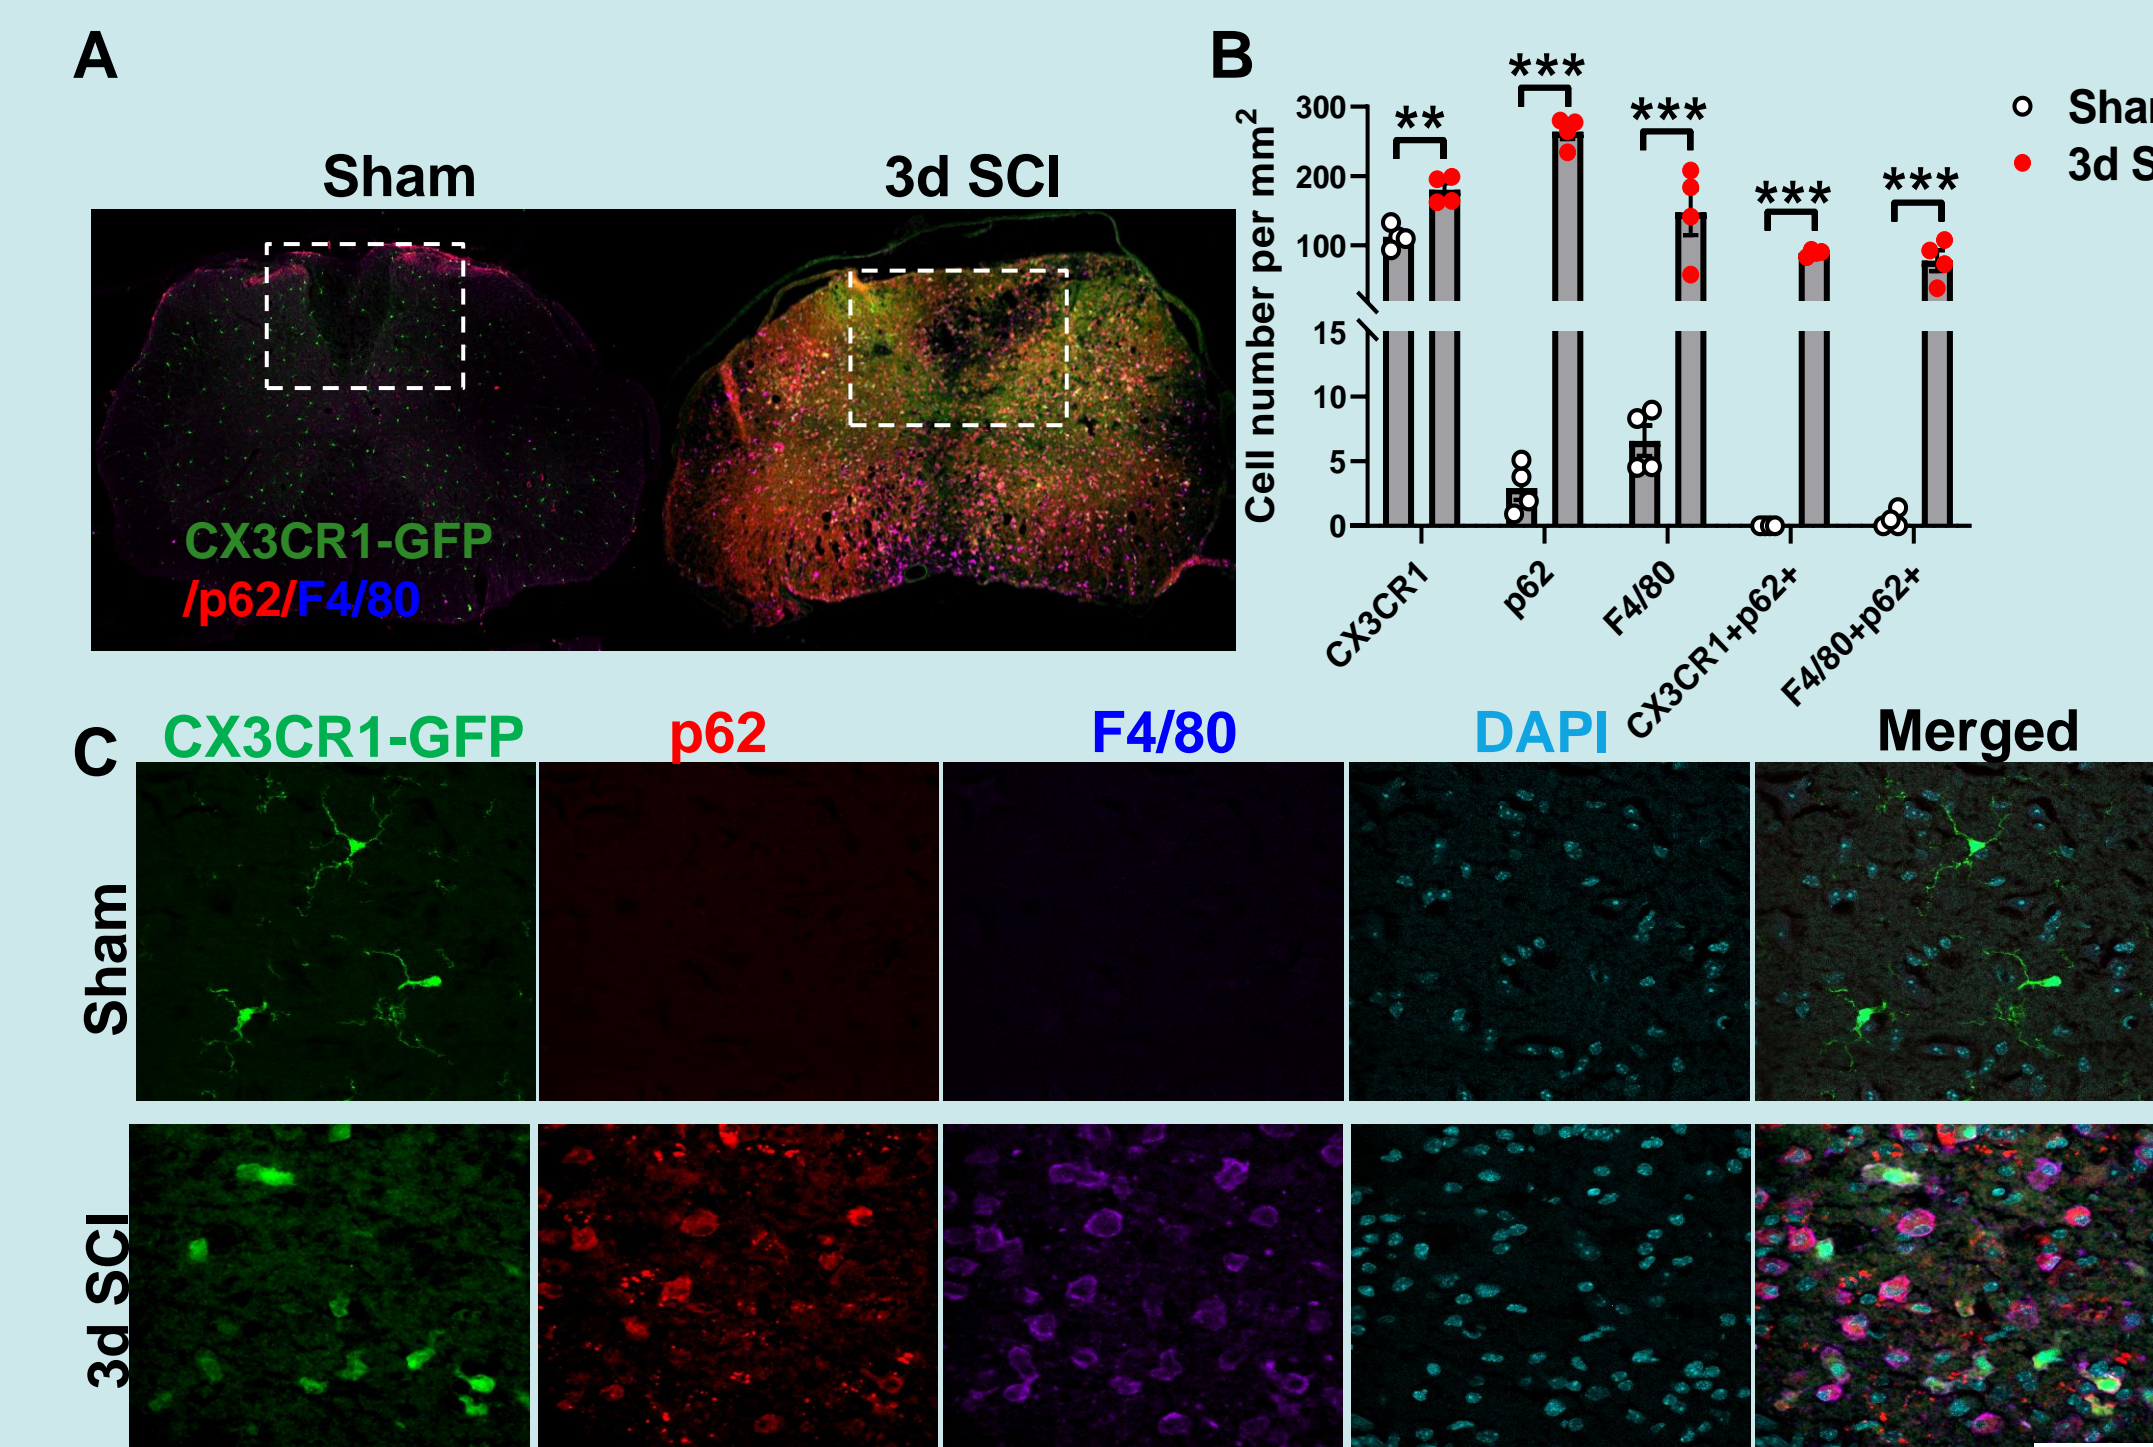 A
B
Sham
3d SCI
CX3CR1-GFP
/p62/F4/80
Cell number per mm2
300
200
100
15
10
5
0
**
***
***
***
***
CX3CR1
p62
F4/80
CX3CR1+p62+
F4/80+p62+
Sha
3d S
C
CX3CR1-GFP
p62
F4/80
DAPI
Merged
Sham
3d SCI